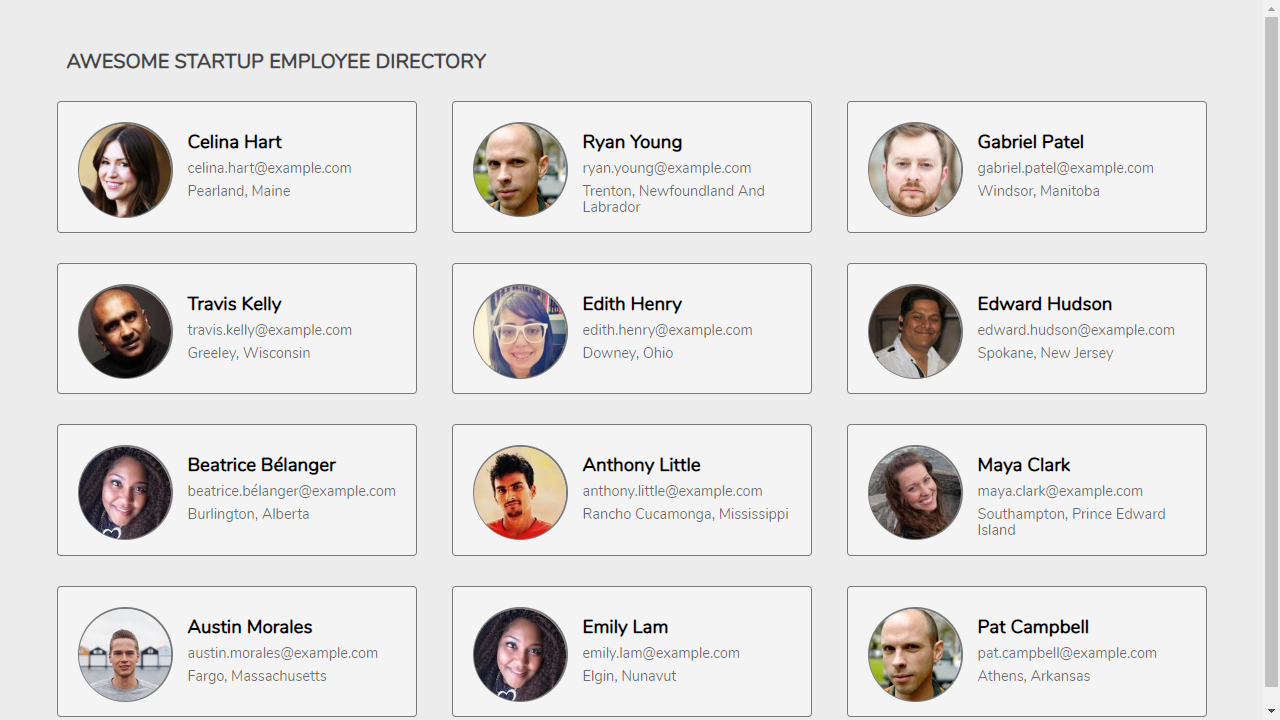 AWESOME STARTUP EMPLOYEE DIRECTORY
Celina Hart
celina.hart@example.com
Pearland, Maine
Ryan Young
ryan.young@example.com
Trenton, Newfoundland And
Labrador
Gabriel Patel
gabriel.patel@example.com
Windsor, Manitoba
Travis Kelly
travis.kelly@example.com
Greeley, Wisconsin
Edith Henry
edith.henry@example.com
Downey, Ohio
Edward Hudson
edward.hudson@example.com
Spokane, New Jersey
Beatrice Bélanger
beatrice.bélanger@example.com
Burlington, Alberta
Anthony Little
anthony.little@example.com
Rancho Cucamonga, Mississippi
Maya Clark
maya.clark@example.com
Southampton, Prince Edward
Island
Austin Morales
austin.morales@example.com
Fargo, Massachusetts
Emily Lam
emily.lam@example.com
Elgin, Nunavut
Pat Campbell
pat.campbell@example.com
Athens, Arkansas